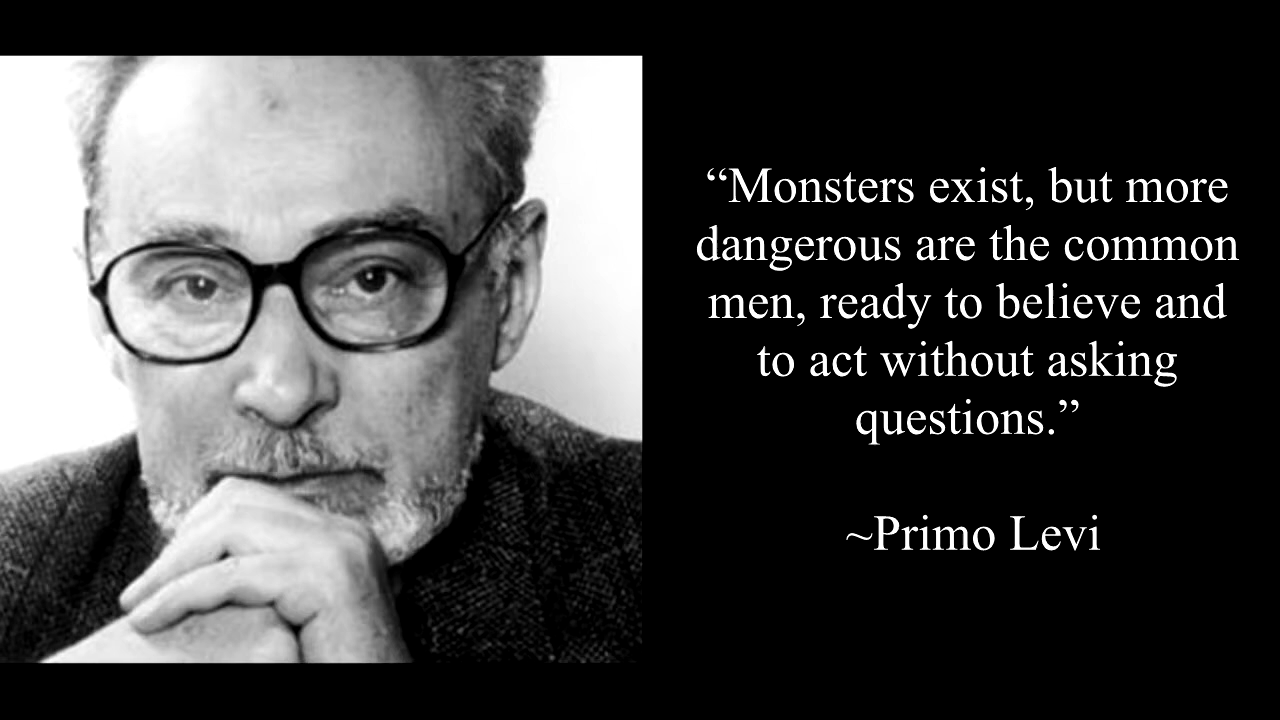 “Monsters exist, but more
dangerous are the common
men, ready to believe and
to act without asking
questions.”
~Primo Levi